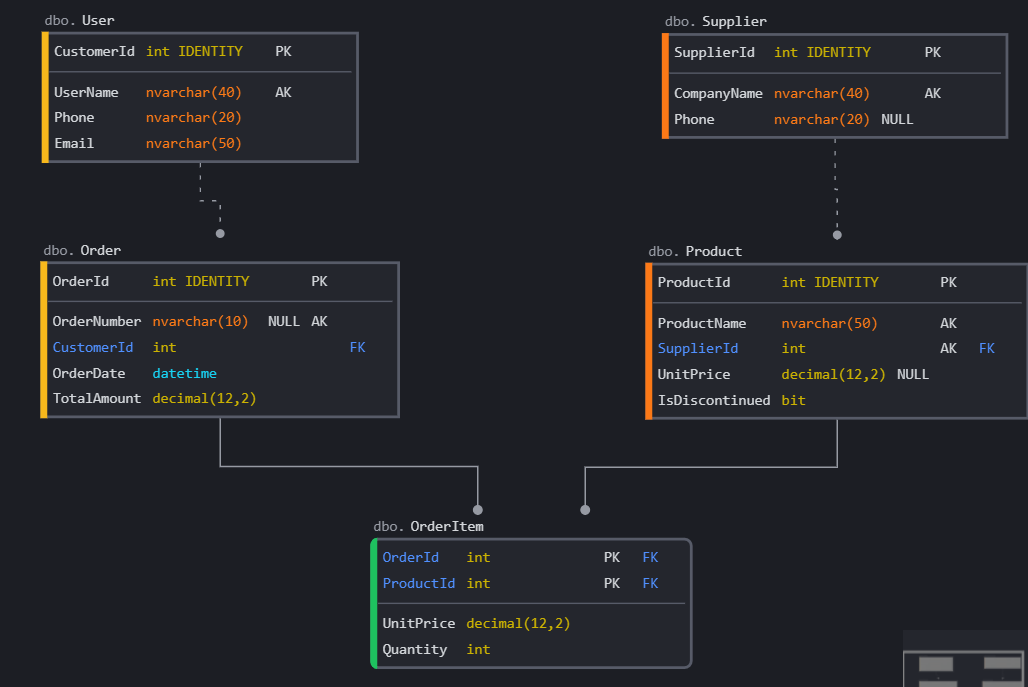 dbo. User
CustomerId int IDENTITY PK
UserName nvarchar(40) AK
Phone nvarchar(20)
Email nvarchar(50)
dbo. Supplier
SupplierId int IDENTITY PK
CompanyName nvarchar(40) AK
Phone nvarchar(20) NULL
dbo. Order
OrderId int IDENTITY PK
OrderNumber nvarchar(10) NULL AK
CustomerId int FK
OrderDate datetime
TotalAmount decimal(12,2)
dbo. Product
ProductId int IDENTITY PK
ProductName nvarchar(50) AK
SupplierId int AK FK
UnitPrice decimal(12,2) NULL
IsDiscontinued bit
dbo. OrderItem
OrderId int PK FK
ProductId int PK FK
UnitPrice decimal(12,2)
Quantity int